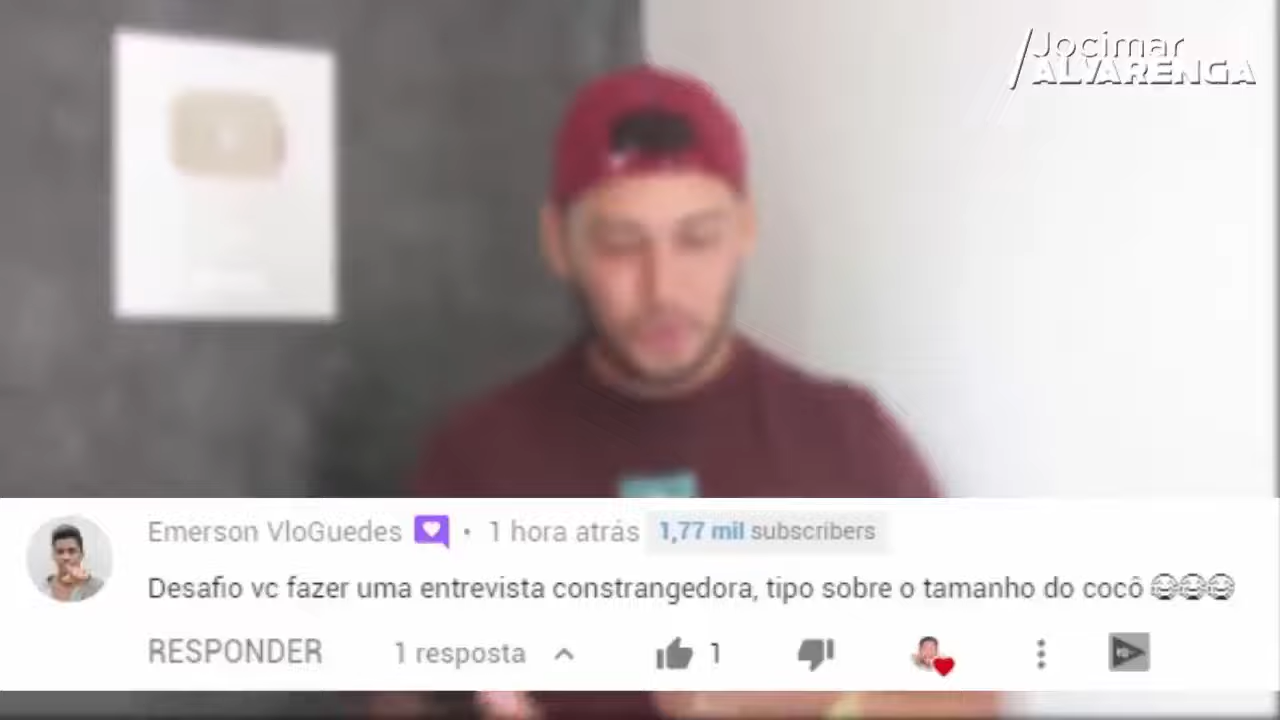 Jocimar
ALVARENGA
Emerson VloGuedes • 1 hora atrás 1,77 mil subscribers
Desafio vc fazer uma entrevista constrangedora, tipo sobre o tamanho do cocô 😂😂😂
RESPONDER 1 resposta 1